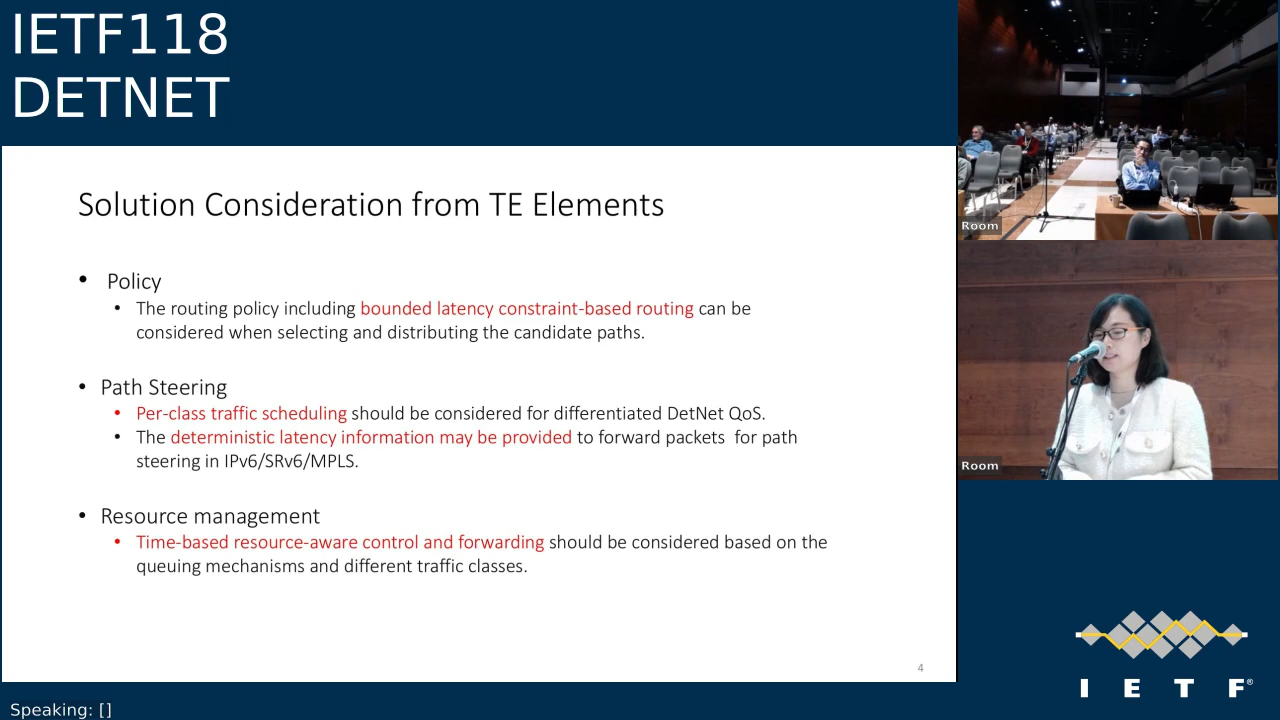 IETF118
DETNET
Solution Consideration from TE Elements
• Policy
• The routing policy including bounded latency constraint-based routing can be
considered when selecting and distributing the candidate paths.
• Path Steering
• Per-class traffic scheduling should be considered for differentiated DetNet QoS.
• The deterministic latency information may be provided to forward packets for path
steering in IPv6/SRv6/MPLS.
• Resource management
• Time-based resource-aware control and forwarding should be considered based on the
queuing mechanisms and different traffic classes.
4
Room
Room
I E T F®
Speaking: []